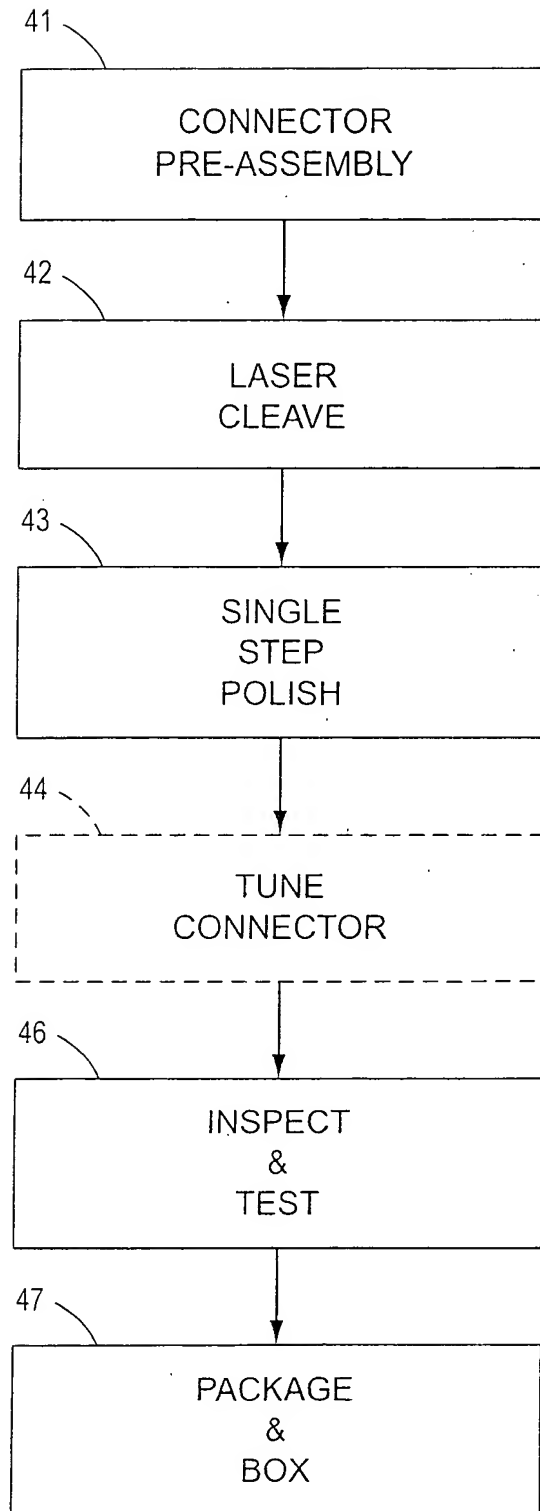 41
CONNECTOR
PRE-ASSEMBLY
42
LASER
CLEAVE
43
SINGLE
STEP
POLISH
44
TUNE
CONNECTOR
46
INSPECT
&
TEST
47
PACKAGE
&
BOX